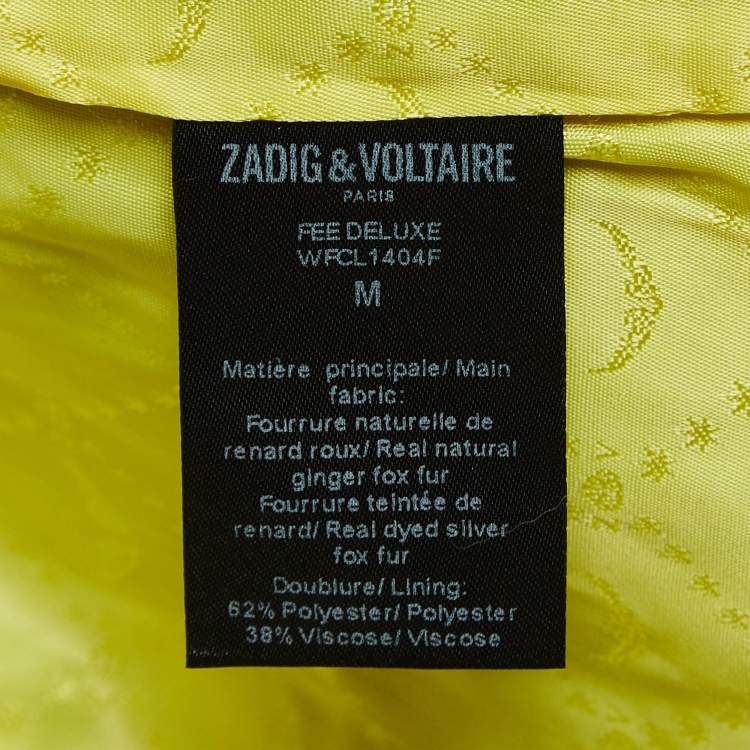 ZADIG & VOLTAIRE
PARIS
FEE DELUXE
WFCL1404F
M
Matière principale/ Main
fabric:
Fourrure naturelle de
renard roux/ Real natural
ginger fox fur
Fourrure teintée de
renard/ Real dyed silver
fox fur
Doublure/ Lining:
62% Polyester/ Polyester
38% Viscose/ Viscose